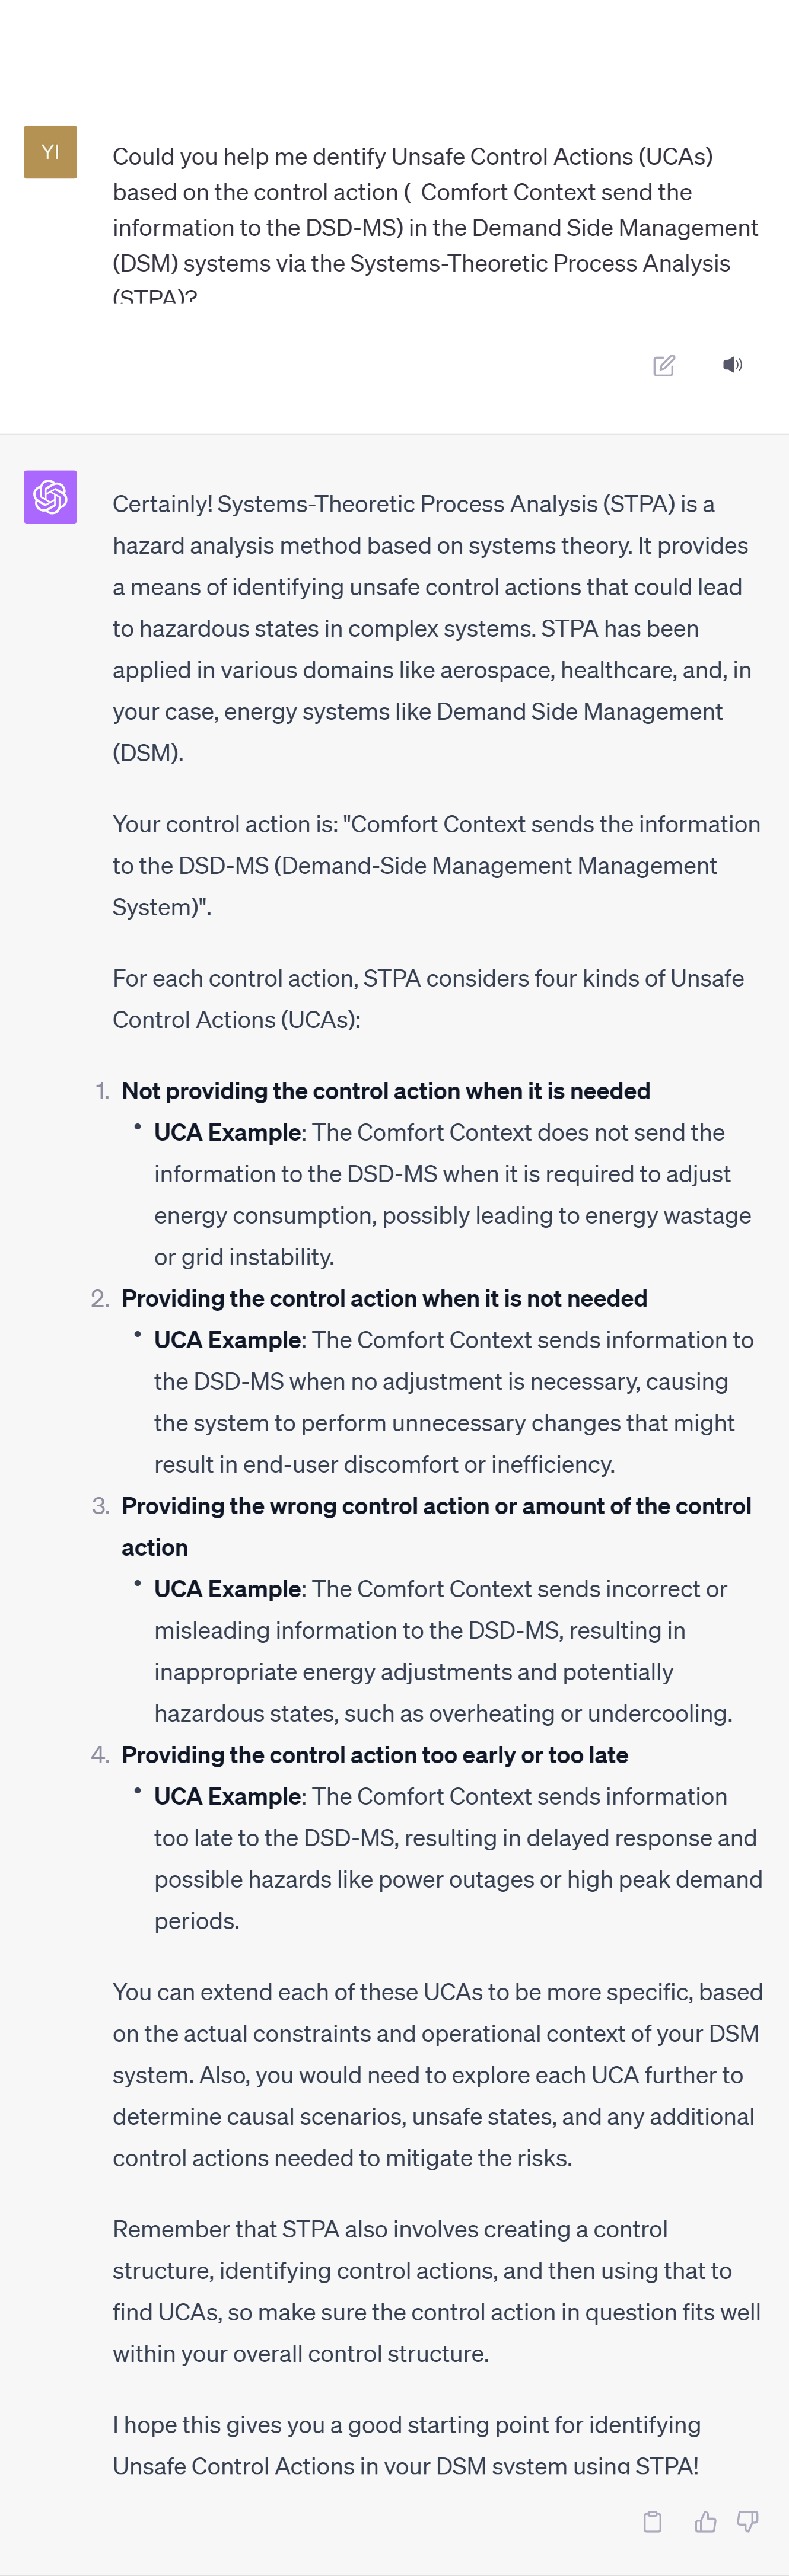 YI
Could you help me dentify Unsafe Control Actions (UCAs)
based on the control action (  Comfort Context send the
information to the DSD-MS) in the Demand Side Management
(DSM) systems via the Systems-Theoretic Process Analysis
(STPA)?
Certainly! Systems-Theoretic Process Analysis (STPA) is a
hazard analysis method based on systems theory. It provides
a means of identifying unsafe control actions that could lead
to hazardous states in complex systems. STPA has been
applied in various domains like aerospace, healthcare, and, in
your case, energy systems like Demand Side Management
(DSM).
Your control action is: "Comfort Context sends the information
to the DSD-MS (Demand-Side Management Management
System)".
For each control action, STPA considers four kinds of Unsafe
Control Actions (UCAs):
1. Not providing the control action when it is needed
• UCA Example: The Comfort Context does not send the
information to the DSD-MS when it is required to adjust
energy consumption, possibly leading to energy wastage
or grid instability.
2. Providing the control action when it is not needed
• UCA Example: The Comfort Context sends information to
the DSD-MS when no adjustment is necessary, causing
the system to perform unnecessary changes that might
result in end-user discomfort or inefficiency.
3. Providing the wrong control action or amount of the control
action
• UCA Example: The Comfort Context sends incorrect or
misleading information to the DSD-MS, resulting in
inappropriate energy adjustments and potentially
hazardous states, such as overheating or undercooling.
4. Providing the control action too early or too late
• UCA Example: The Comfort Context sends information
too late to the DSD-MS, resulting in delayed response and
possible hazards like power outages or high peak demand
periods.
You can extend each of these UCAs to be more specific, based
on the actual constraints and operational context of your DSM
system. Also, you would need to explore each UCA further to
determine causal scenarios, unsafe states, and any additional
control actions needed to mitigate the risks.
Remember that STPA also involves creating a control
structure, identifying control actions, and then using that to
find UCAs, so make sure the control action in question fits well
within your overall control structure.
I hope this gives you a good starting point for identifying
Unsafe Control Actions in your DSM system using STPA!